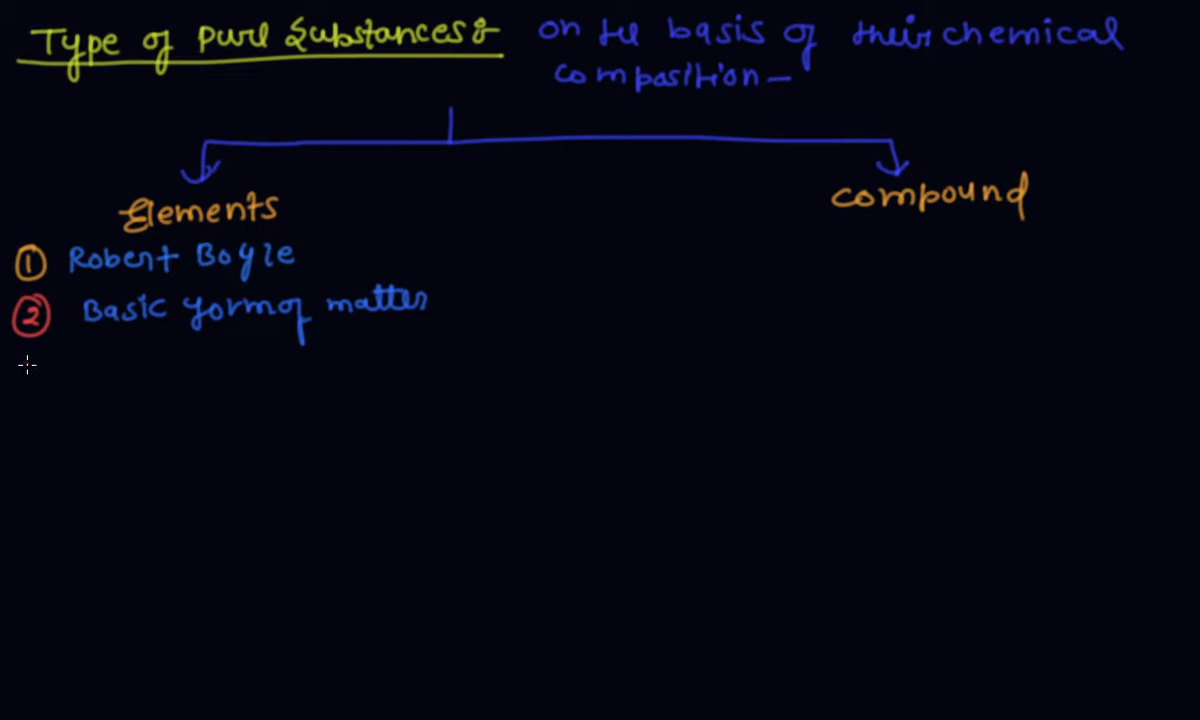 Type of pure Substances :- on the basis of their chemical
composition -
Elements
compound
1 Robert Boyle
2 Basic form of matter